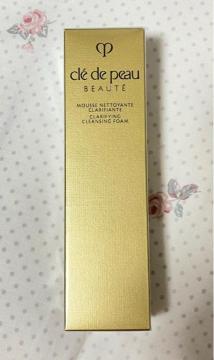 clé de peau
BEAUTÉ
MOUSSE NETTOYANTE
CLARIFIANTE
CLARIFYING
CLEANSING FOAM